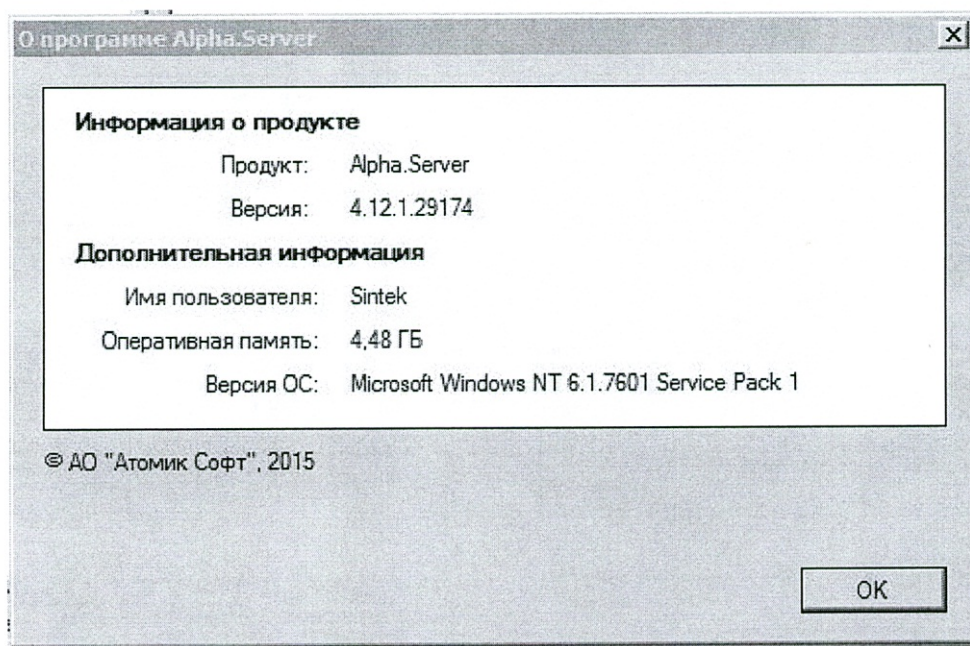 О программе Alpha.Server
Информация о продукте
Продукт: Alpha.Server
Версия: 4.12.1.29174
Дополнительная информация
Имя пользователя: Sintek
Оперативная память: 4,48 ГБ
Версия ОС: Microsoft Windows NT 6.1.7601 Service Pack 1
© АО "Атомик Софт", 2015
OK